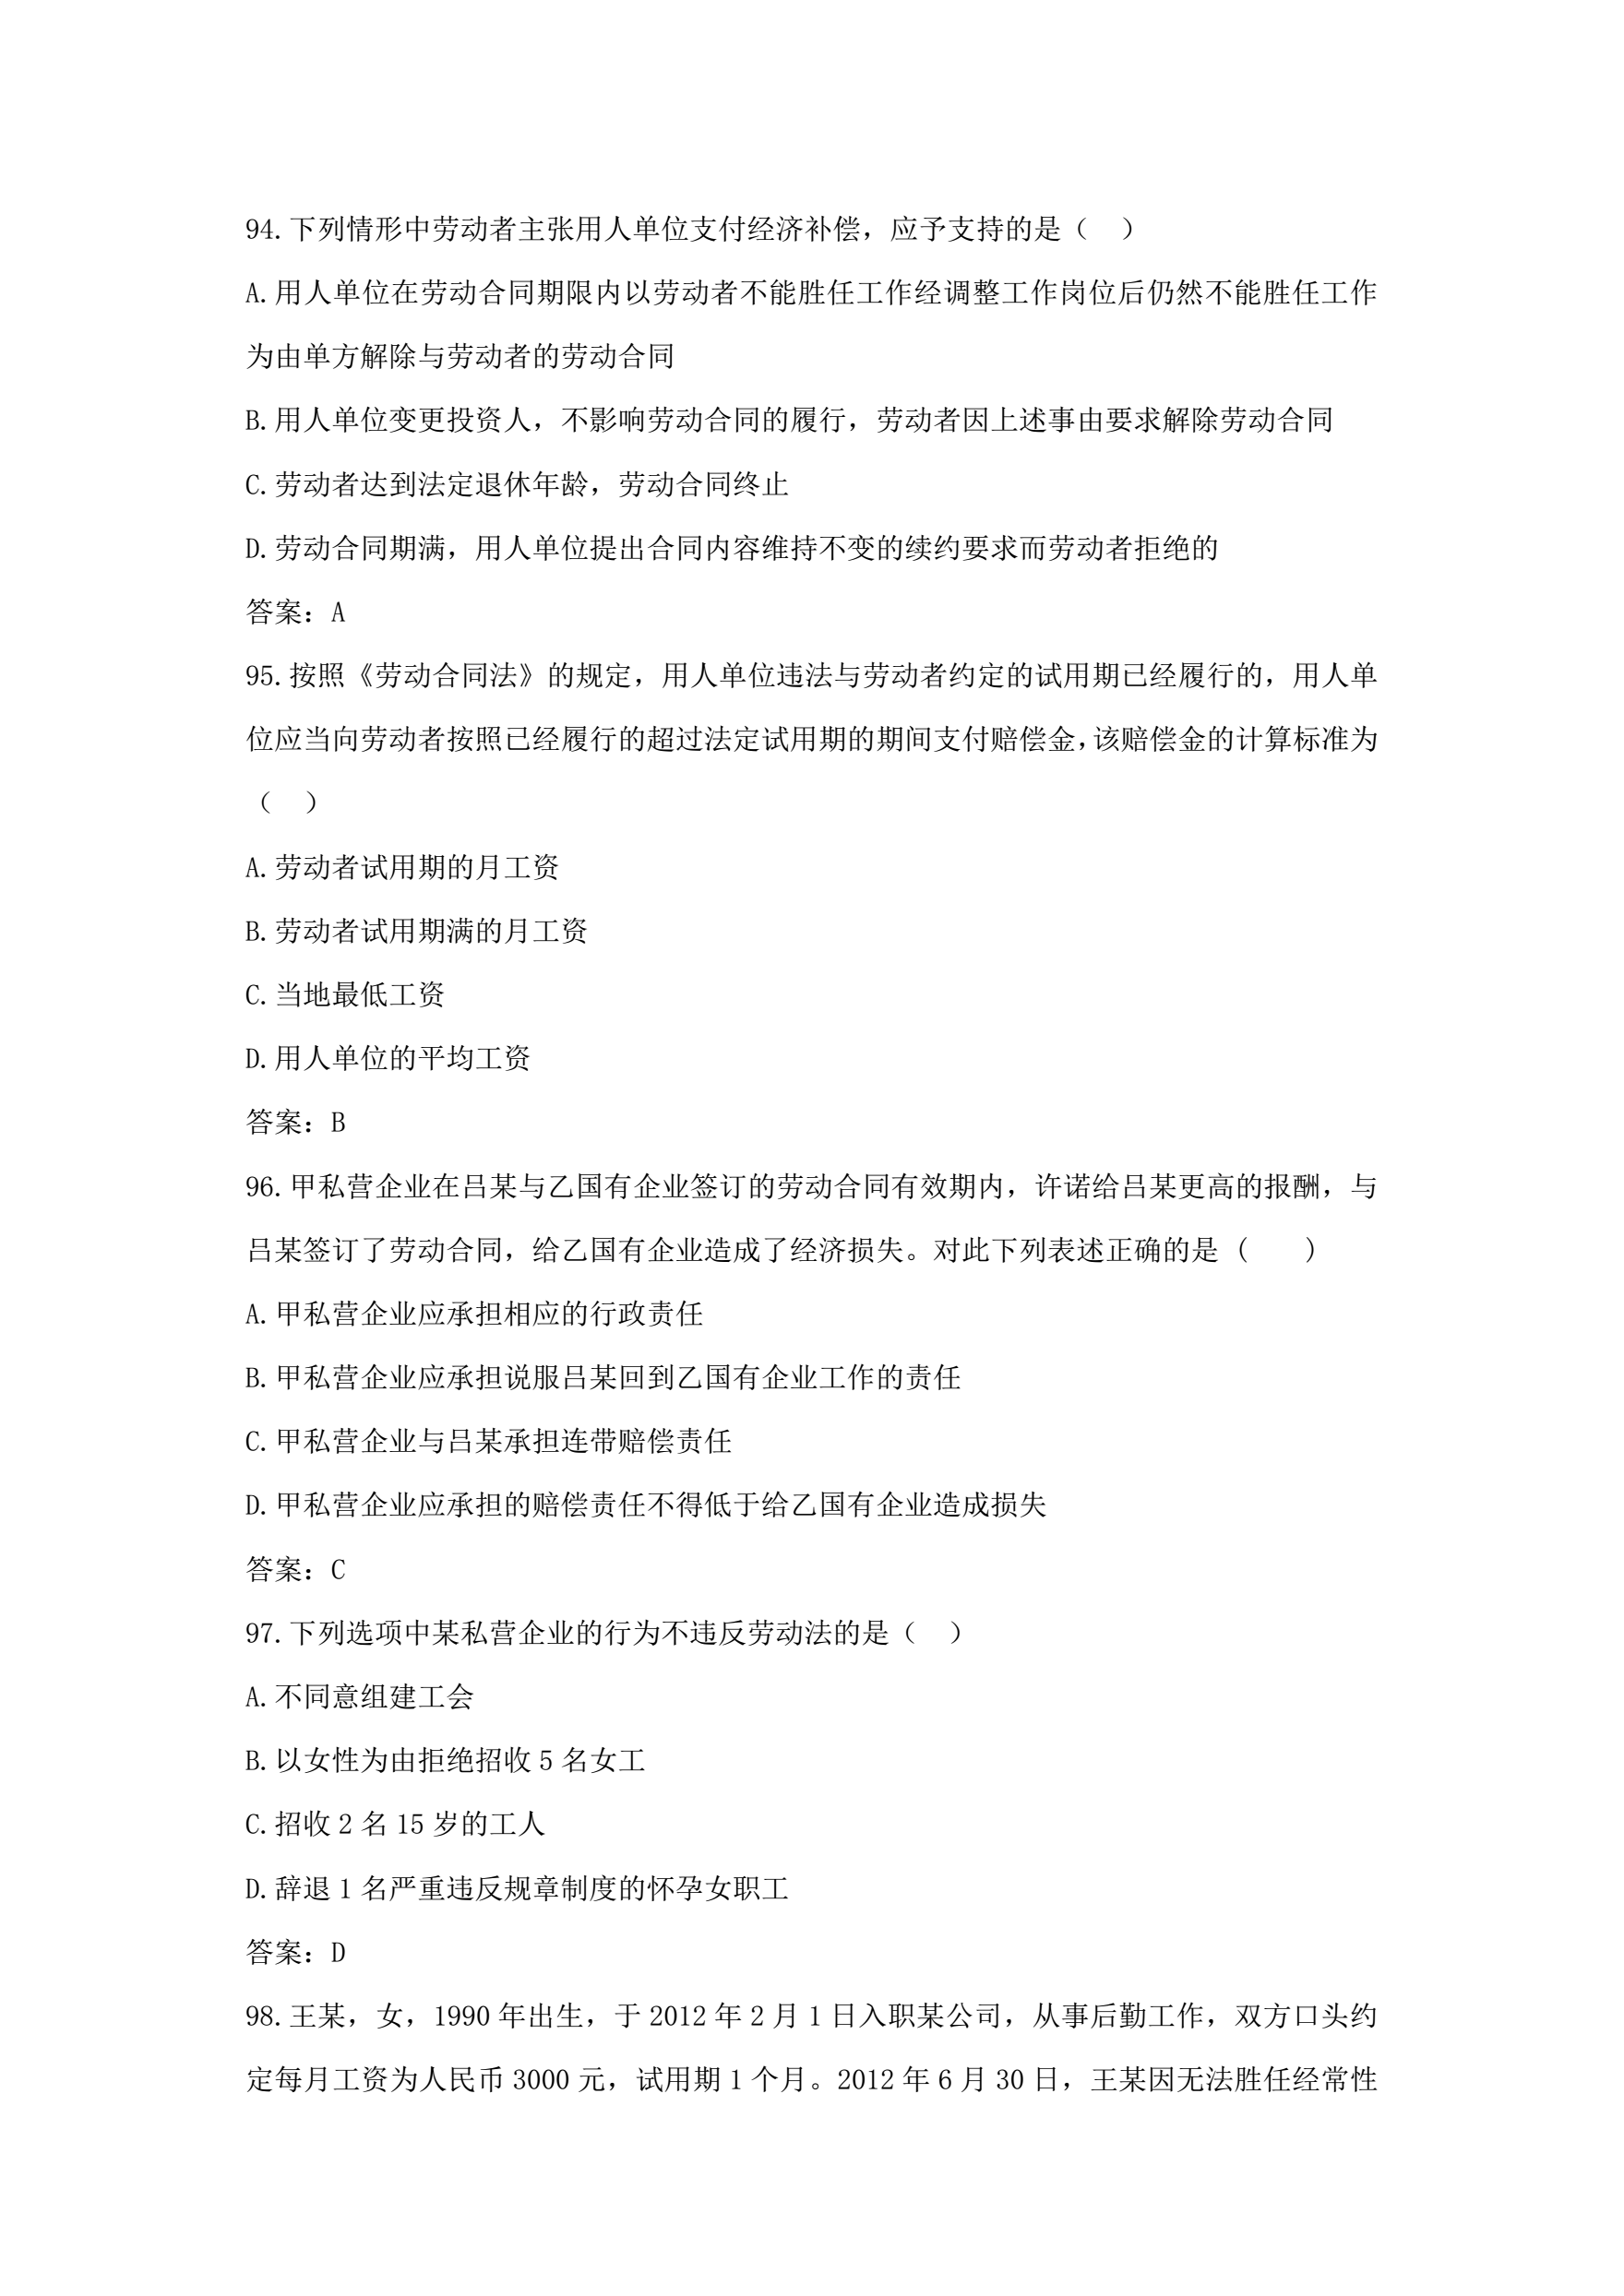 94.下列情形中劳动者主张用人单位支付经济补偿，应予支持的是（　）
A.用人单位在劳动合同期限内以劳动者不能胜任工作经调整工作岗位后仍然不能胜任工作
为由单方解除与劳动者的劳动合同
B.用人单位变更投资人，不影响劳动合同的履行，劳动者因上述事由要求解除劳动合同
C.劳动者达到法定退休年龄，劳动合同终止
D.劳动合同期满，用人单位提出合同内容维持不变的续约要求而劳动者拒绝的
答案：A
95.按照《劳动合同法》的规定，用人单位违法与劳动者约定的试用期已经履行的，用人单
位应当向劳动者按照已经履行的超过法定试用期的期间支付赔偿金,该赔偿金的计算标准为
（　）
A.劳动者试用期的月工资
B.劳动者试用期满的月工资
C.当地最低工资
D.用人单位的平均工资
答案：B
96.甲私营企业在吕某与乙国有企业签订的劳动合同有效期内，许诺给吕某更高的报酬，与
吕某签订了劳动合同，给乙国有企业造成了经济损失。对此下列表述正确的是 (　　)
A.甲私营企业应承担相应的行政责任
B.甲私营企业应承担说服吕某回到乙国有企业工作的责任
C.甲私营企业与吕某承担连带赔偿责任
D.甲私营企业应承担的赔偿责任不得低于给乙国有企业造成损失
答案：C
97.下列选项中某私营企业的行为不违反劳动法的是（　）
A.不同意组建工会
B.以女性为由拒绝招收 5 名女工
C.招收 2 名 15 岁的工人
D.辞退 1 名严重违反规章制度的怀孕女职工
答案：D
98.王某，女，1990 年出生，于 2012 年 2 月 1 日入职某公司，从事后勤工作，双方口头约
定每月工资为人民币 3000 元，试用期 1 个月。2012 年 6 月 30 日，王某因无法胜任经常性